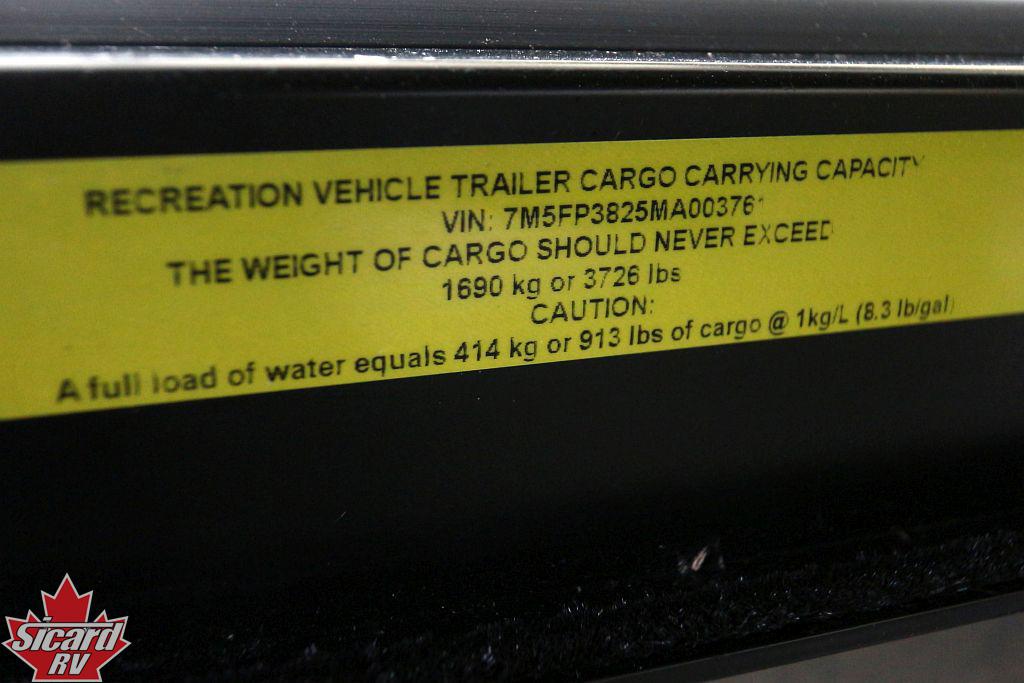 RECREATION VEHICLE TRAILER CARGO CARRYING CAPACITY
VIN: 7M5FP3825MA003761
THE WEIGHT OF CARGO SHOULD NEVER EXCEED
1690 kg or 3726 lbs
CAUTION:
A full load of water equals 414 kg or 913 lbs of cargo @ 1kg/L (8.3 lb/gal)
Sicard
RV